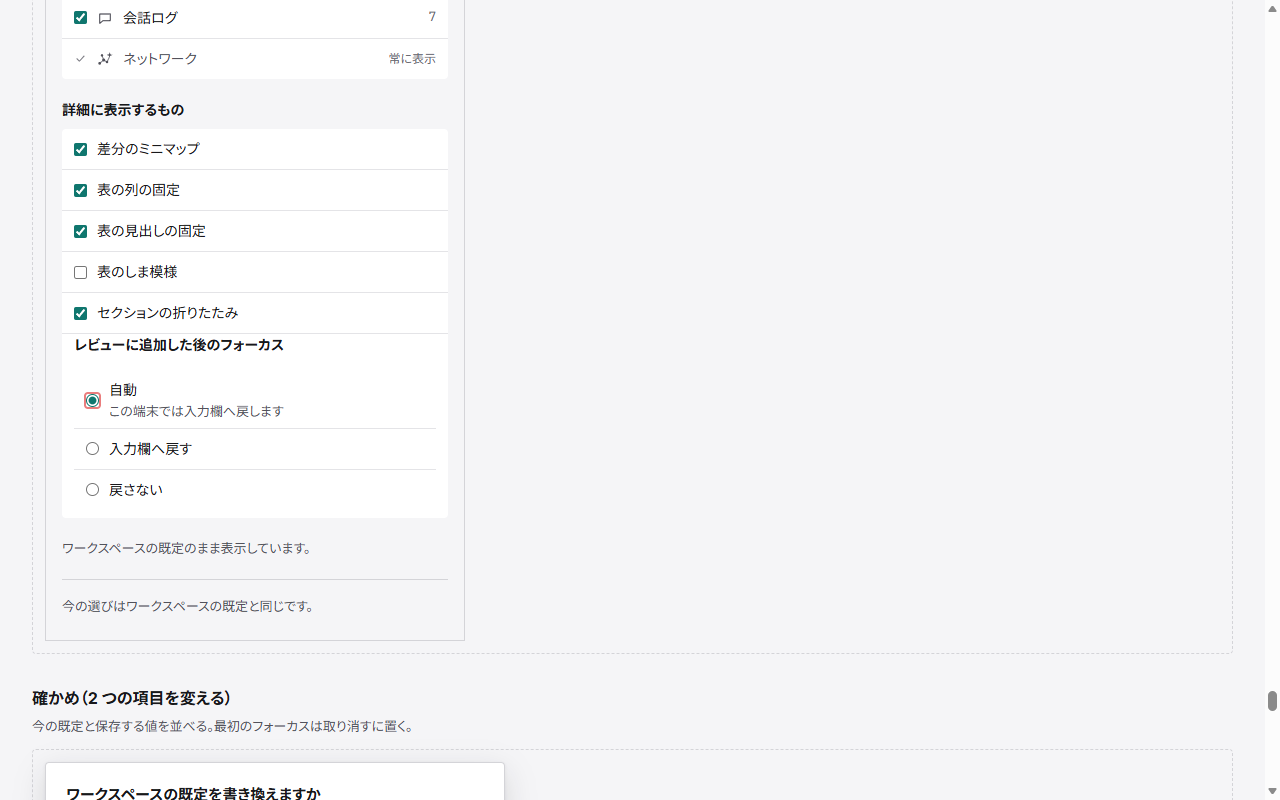 会話ログ 7
ネットワーク 常に表示
詳細に表示するもの
差分のミニマップ
表の列の固定
表の見出しの固定
表のしま模様
セクションの折りたたみ
レビューに追加した後のフォーカス
自動
この端末では入力欄へ戻します
入力欄へ戻す
戻さない
ワークスペースの既定のまま表示しています。
今の選びはワークスペースの既定と同じです。
確かめ（2 つの項目を変える）
今の既定と保存する値を並べる。最初のフォーカスは取り消すに置く。
ワークスペースの既定を書き換えますか